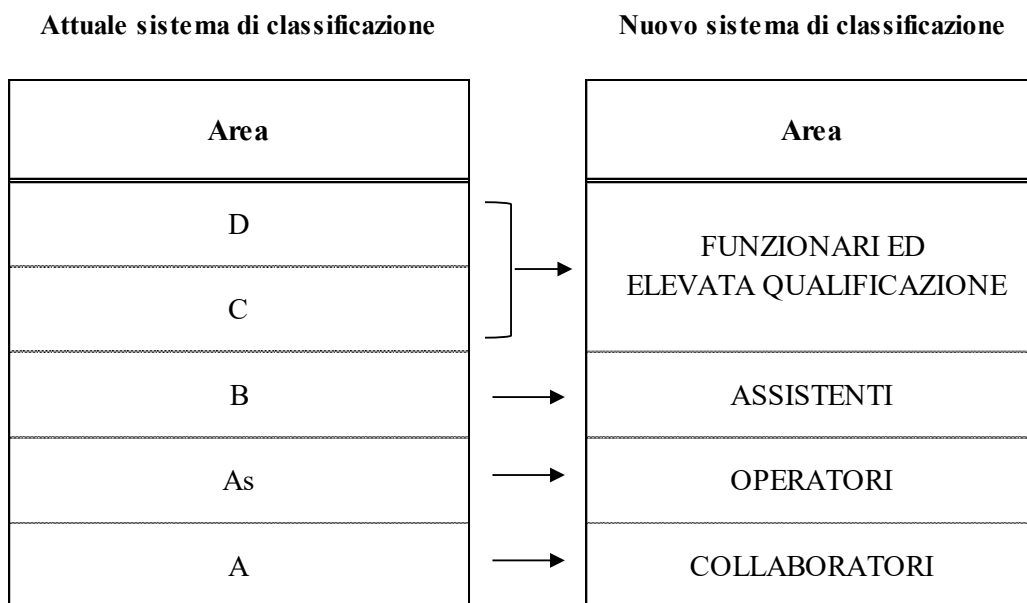 Attuale sistema di classificazione
Nuovo sistema di classificazione
Area
Area
D
C
FUNZIONARI ED
ELEVATA QUALIFICAZIONE
B
ASSISTENTI
As
OPERATORI
A
COLLABORATORI